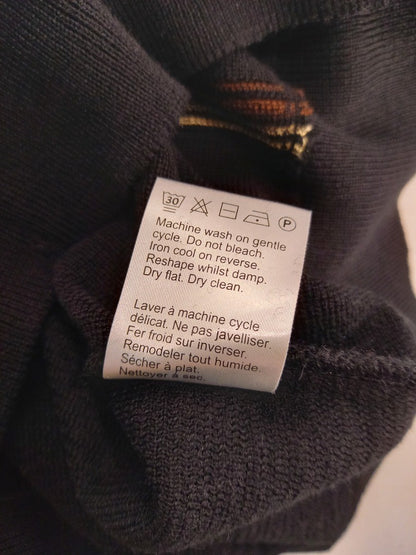 30 P
Machine wash on gentle
cycle. Do not bleach.
Iron cool on reverse.
Reshape whilst damp.
Dry flat. Dry clean.
Laver à machine cycle
délicat. Ne pas javelliser.
Fer froid sur inverser.
Remodeler tout humide.
Sécher à plat.
Nettoyer à sec.